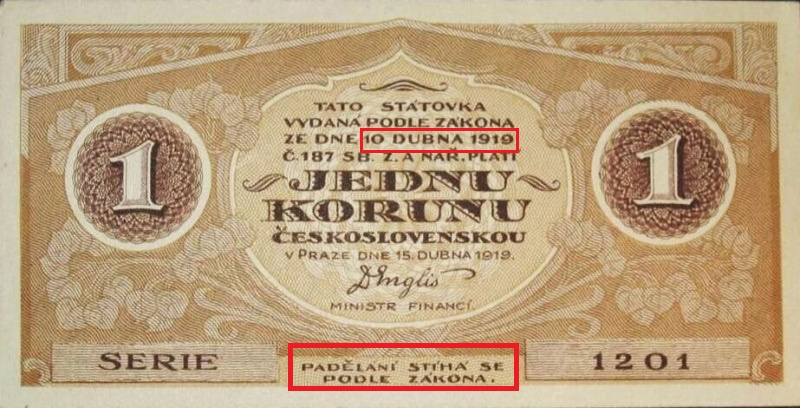 TATO STÁTOVKA
VYDANÁ PODLE ZÁKONA
ZE DNE 10 DUBNA 1919
Č. 187 SB. Z. A NAŘ. PLATÍ
1 JEDNU 1
KORUNU
ČESKOSLOVENSKOU
V PRAZE DNE 15. DUBNA 1919.
DEnglis
MINISTR FINANCÍ.
SERIE PADĚLÁNÍ STÍHÁ SE 1201
PODLE ZÁKONA.